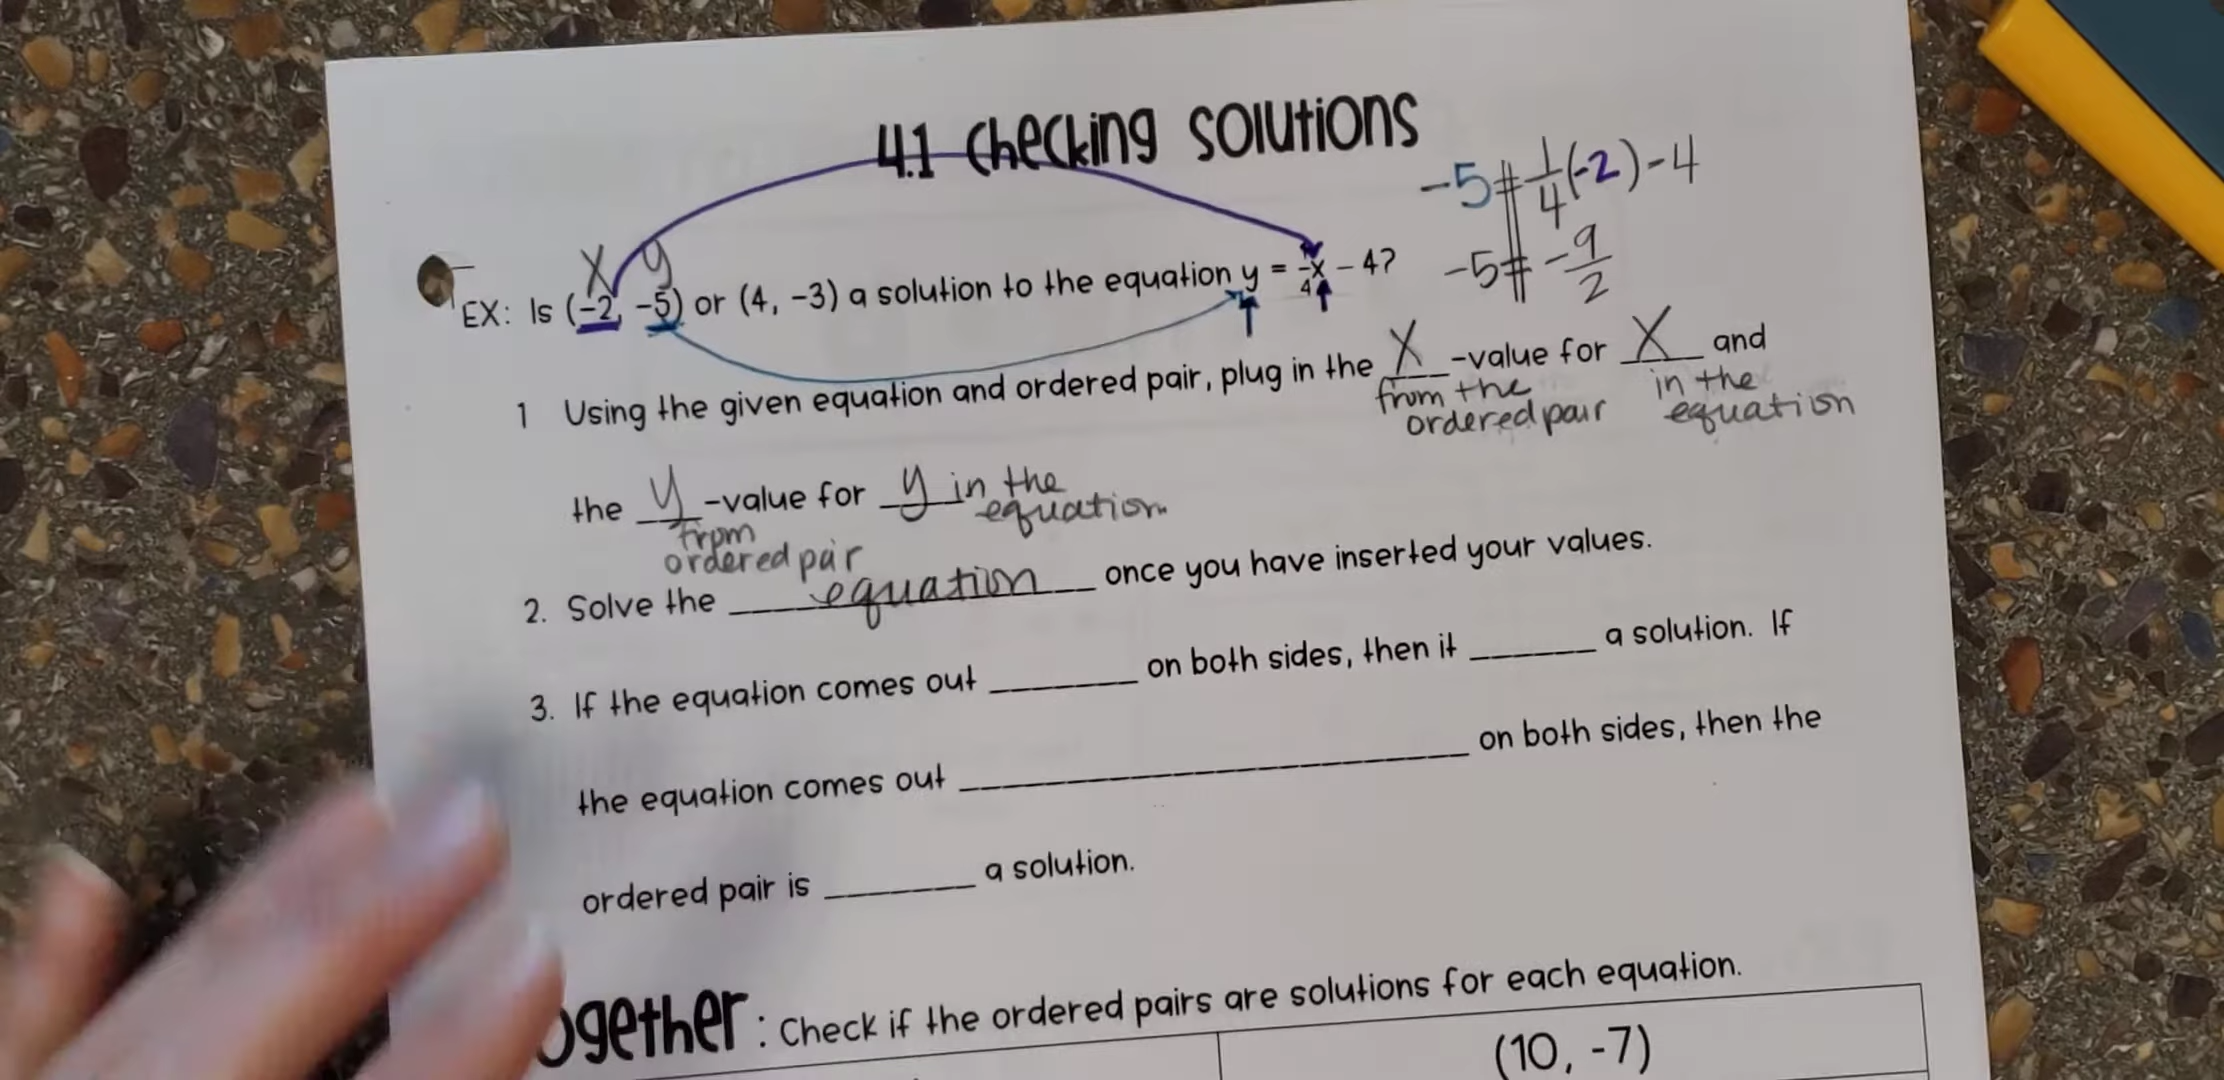 4.1 Checking Solutions
-5 ≠ 1/4(-2) - 4
-5 ≠ -9/2
x y
EX: Is (-2, -5) or (4, -3) a solution to the equation y = 1/4x - 4?
1 Using the given equation and ordered pair, plug in the X -value for X and
from the ordered pair in the equation
the y -value for y in the equation
from ordered pair
2. Solve the equation once you have inserted your values.
3. If the equation comes out ______ on both sides, then it ______ a solution. If
the equation comes out ______ on both sides, then the
ordered pair is ______ a solution.
: Check if the ordered pairs are solutions for each equation.
(10, -7)